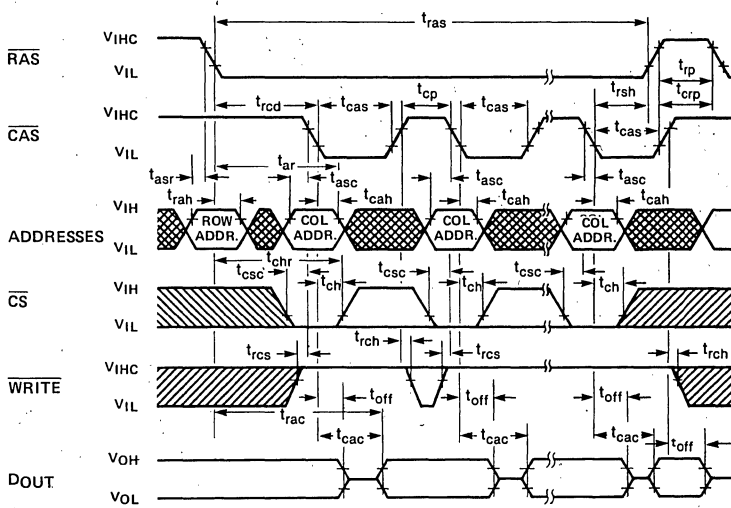 tras
VIHC
RAS
VIL
trp
trcd
tcas
tcp
tcas
trsh
tcrp
VIHC
CAS
VIL
tcas
tar
tasr
tasc
tasc
tasc
trah
tcah
tcah
tcah
VIH
ADDRESSES
VIL
ROW ADDR.
COL ADDR.
COL ADDR.
COL ADDR.
tchr
tcsc
tch
tcsc
tch
tcsc
tch
VIH
CS
VIL
trcs
trch
trcs
trch
VIHC
WRITE
VIL
toff
toff
toff
trac
tcac
tcac
tcac
toff
VOH
DOUT
VOL